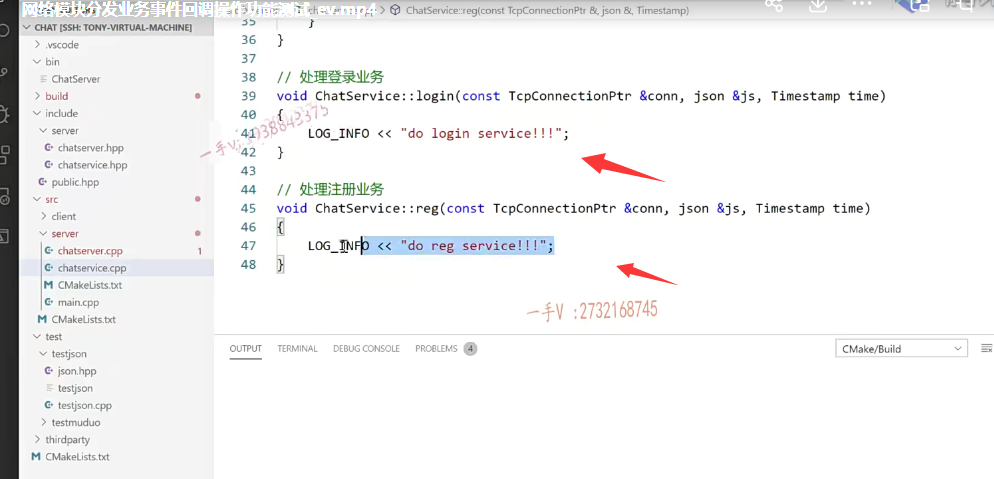 网络模块分发业务事件回调操作功能测试_ev.mp4
ChatService::reg(const TcpConnectionPtr &, json &, Timestamp)
CHAT [SSH: TONY-VIRTUAL-MACHINE]
.vscode
bin
ChatServer
build
include
server
chatserver.hpp
chatservice.hpp
public.hpp
src
client
server
chatserver.cpp 1
chatservice.cpp
CMakeLists.txt
main.cpp
CMakeLists.txt
test
testjson
json.hpp
testjson
testjson.cpp
testmuduo
thirdparty
CMakeLists.txt
35 }
36 }
37
38 // 处理登录业务
39 void ChatService::login(const TcpConnectionPtr &conn, json &js, Timestamp time)
40 {
41 LOG_INFO << "do login service!!!";
42 }
43
44 // 处理注册业务
45 void ChatService::reg(const TcpConnectionPtr &conn, json &js, Timestamp time)
46 {
47 LOG_INFO << "do reg service!!!";
48 }
一手V :2732168745
OUTPUT TERMINAL DEBUG CONSOLE PROBLEMS 4
CMake/Build